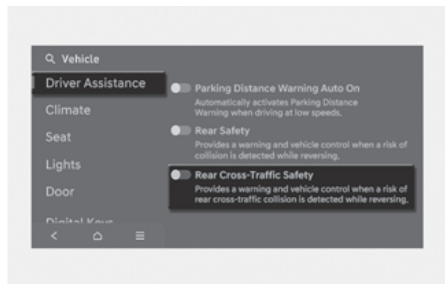 Vehicle
Driver Assistance
Climate
Seat
Lights
Door
Digital Keys
Parking Distance Warning Auto On
Automatically activates Parking Distance
Warning when driving at low speeds.
Rear Safety
Provides a warning and vehicle control when a risk of
collision is detected while reversing.
Rear Cross-Traffic Safety
Provides a warning and vehicle control when a risk of
rear cross-traffic collision is detected while reversing.